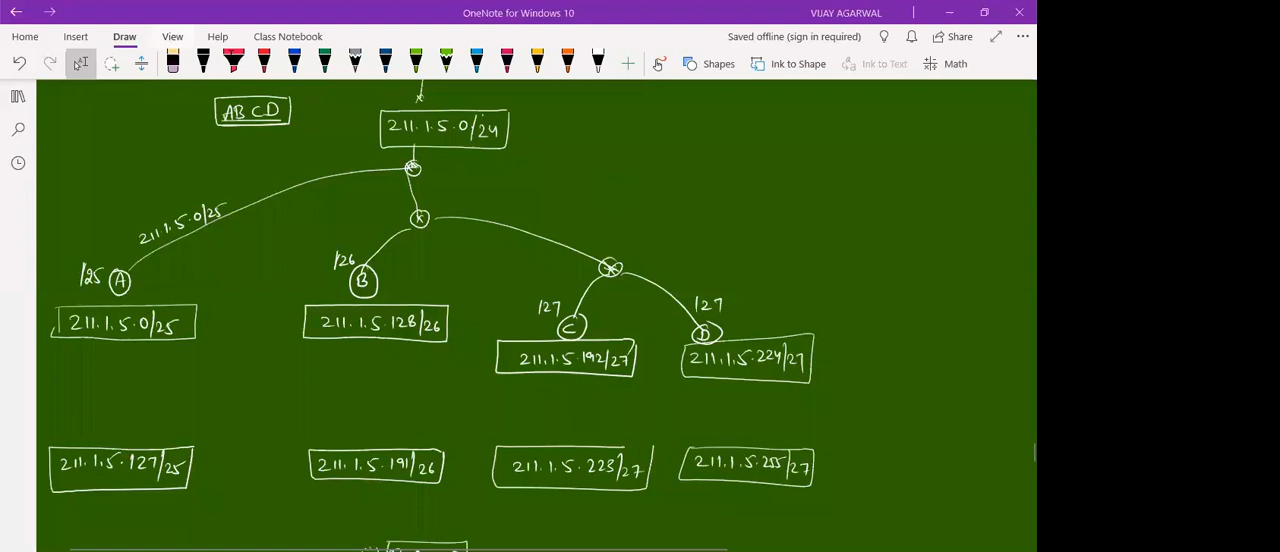 OneNote for Windows 10
VIJAY AGARWAL
Home Insert Draw View Help Class Notebook
Saved offline (sign in required) Share
Shapes Ink to Shape Ink to Text Math
ABCD
211.1.5.0/24
211.1.5.0/25
/25 A
/26
B
/27
C
/27
D
211.1.5.0/25
211.1.5.128/26
211.1.5.192/27
211.1.5.224/27
211.1.5.127/25
211.1.5.191/26
211.1.5.223/27
211.1.5.255/27